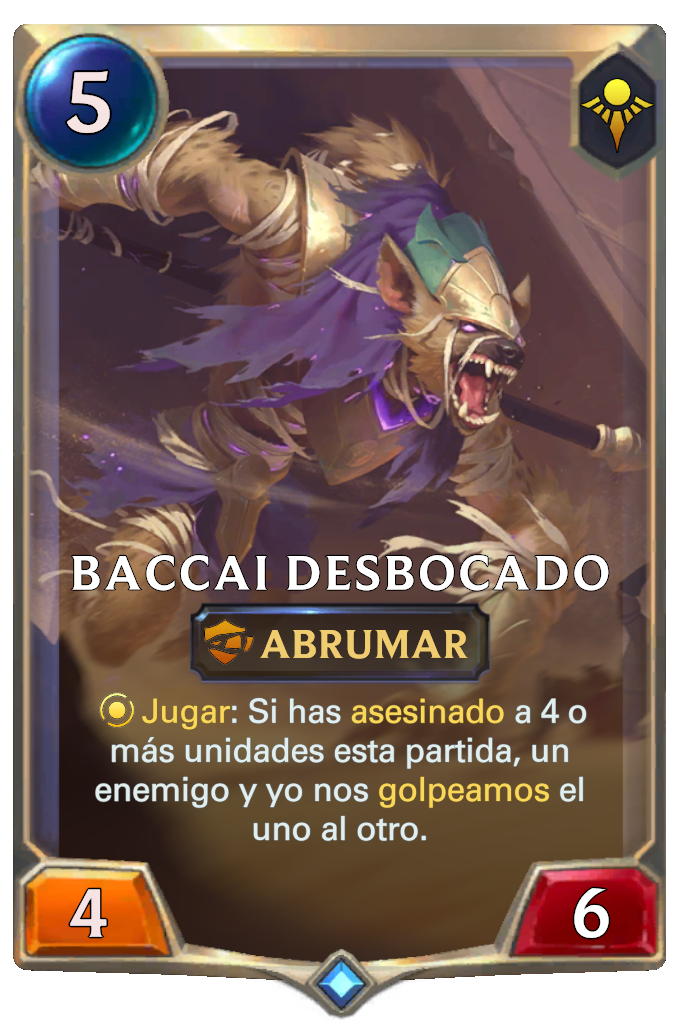 5
BACCAI DESBOCADO
ABRUMAR
Jugar: Si has asesinado a 4 o
más unidades esta partida, un
enemigo y yo nos golpeamos el
uno al otro.
4
6